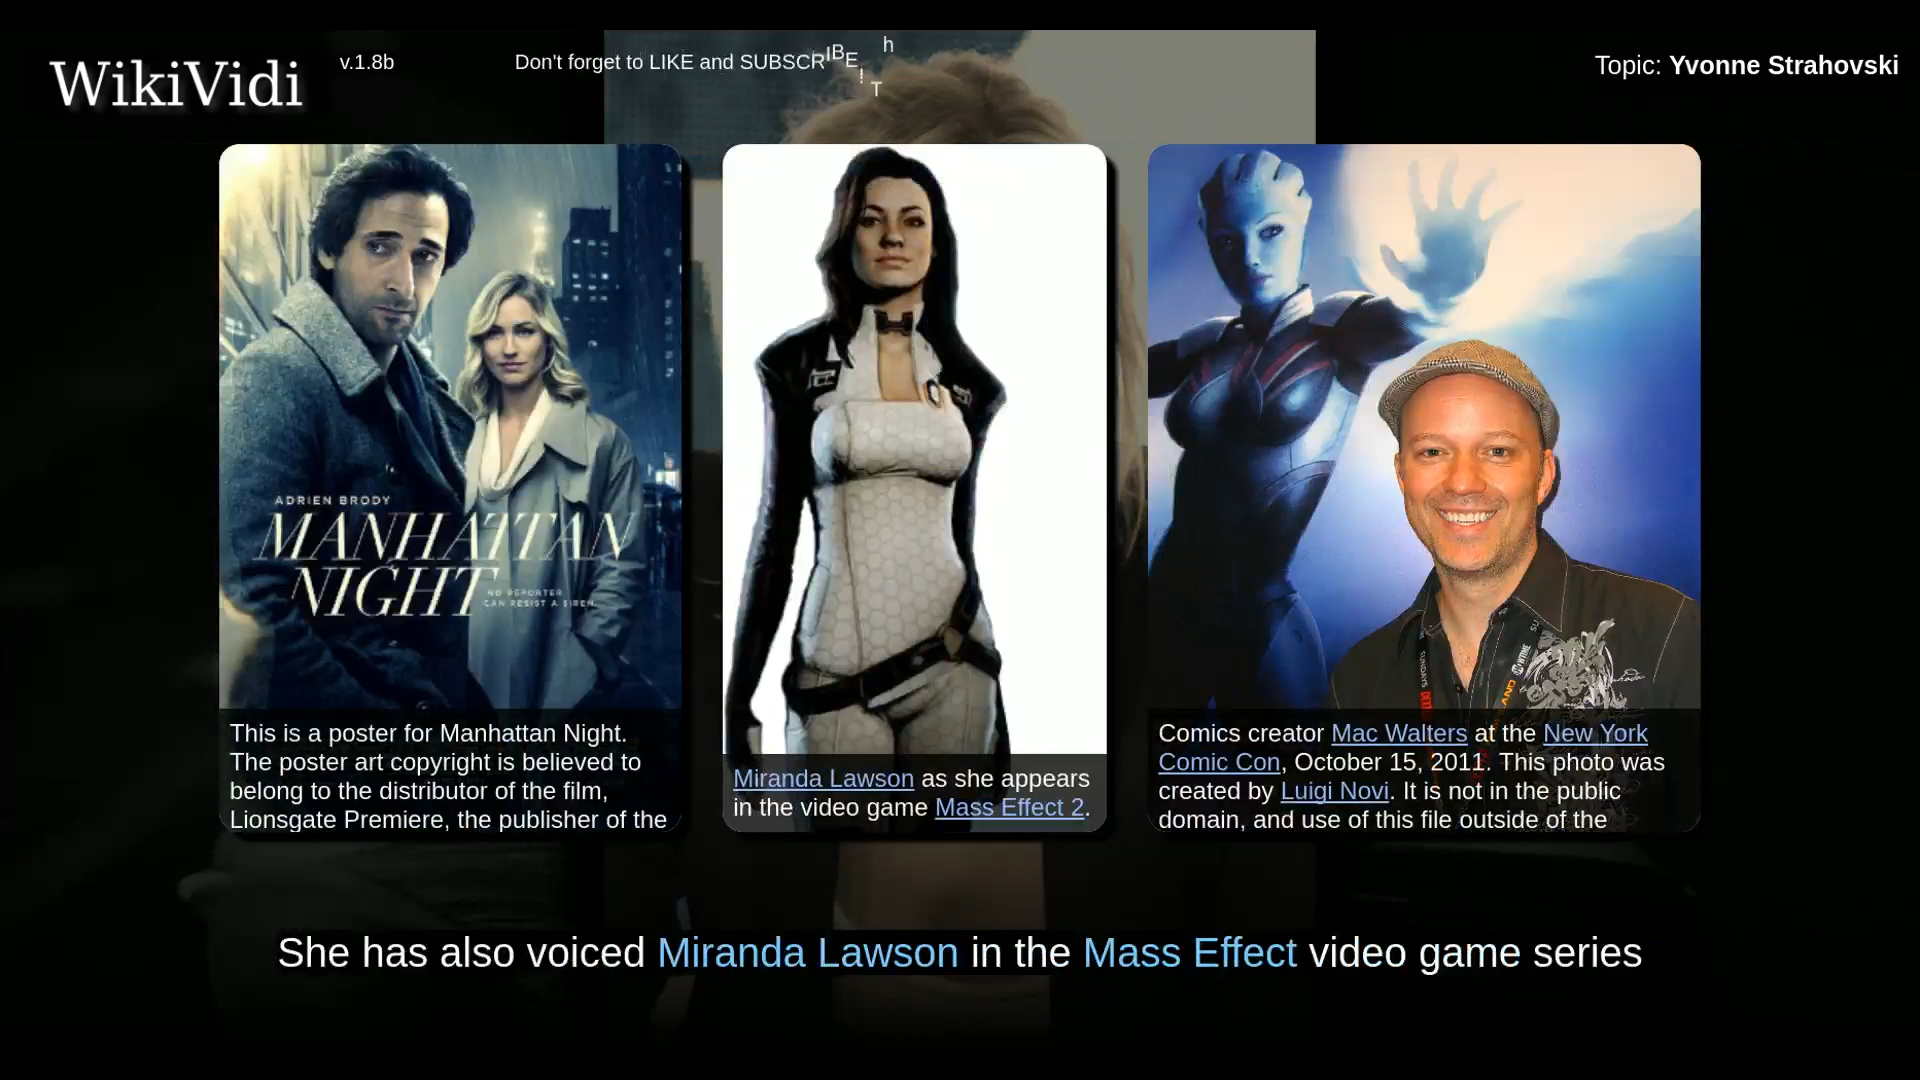 WikiVidi
v.1.8b
Don't forget to LIKE and SUBSCRIBE! Th
Topic: Yvonne Strahovski
ADRIEN BRODY
MANHATTAN
NIGHT
NO REPORTER
CAN RESIST A SIREN.
This is a poster for Manhattan Night.
The poster art copyright is believed to
belong to the distributor of the film,
Lionsgate Premiere, the publisher of the
Miranda Lawson as she appears
in the video game Mass Effect 2.
Comics creator Mac Walters at the New York
Comic Con, October 15, 2011. This photo was
created by Luigi Novi. It is not in the public
domain, and use of this file outside of the
She has also voiced Miranda Lawson in the Mass Effect video game series